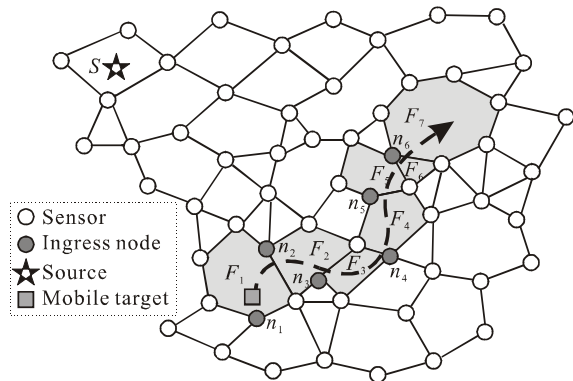 S
F7
n6
F5
F6
n5
F4
Sensor
Ingress node
Source
Mobile target
n2
F2
F1
n3
F3
n4
n1